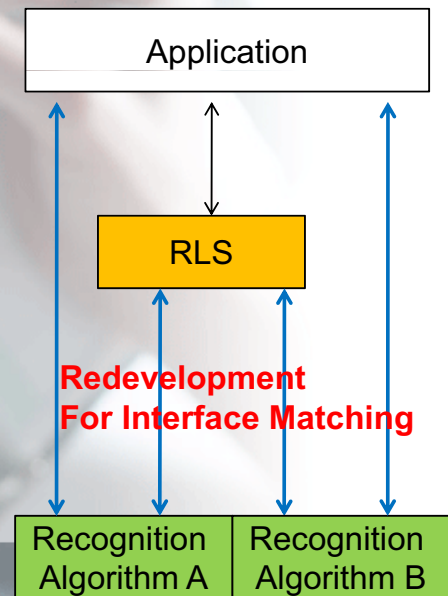 Application
RLS
Redevelopment
For Interface Matching
Recognition
Algorithm A
Recognition
Algorithm B